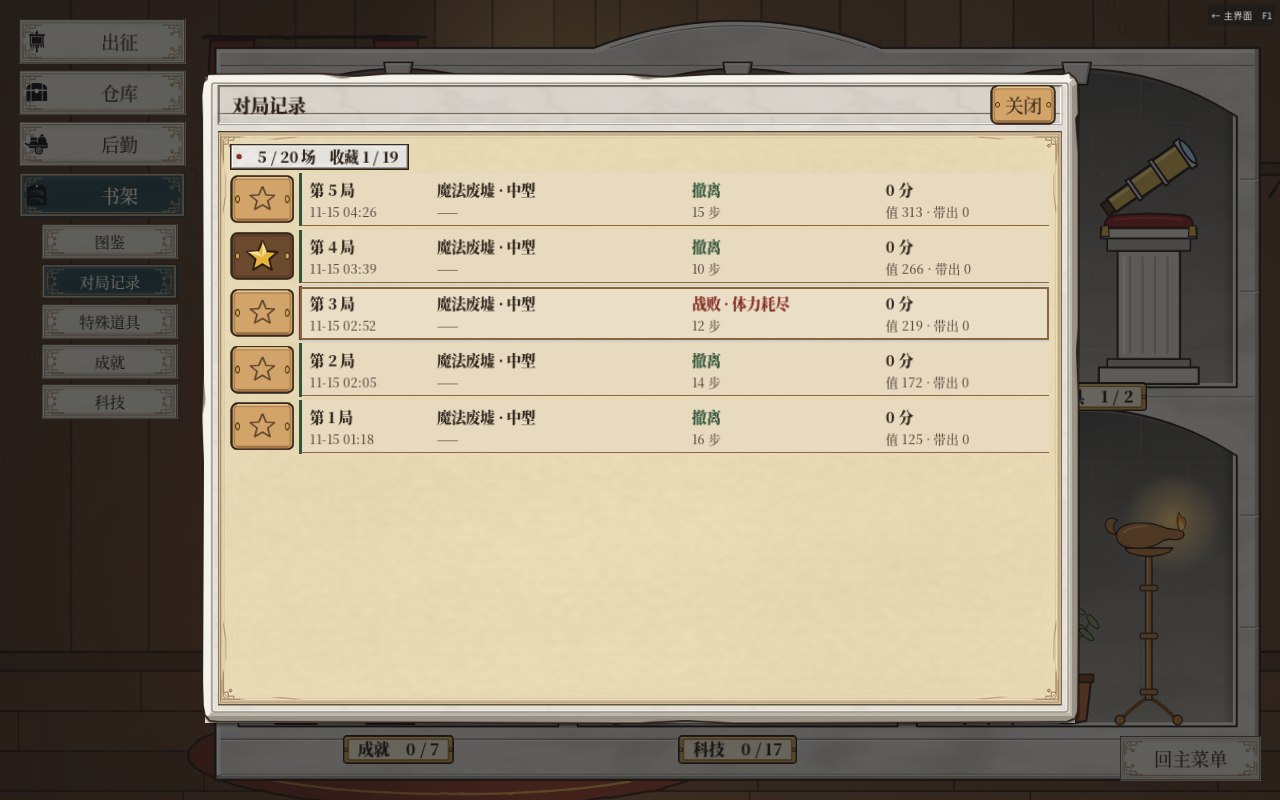 ← 主界面 F1
出征
仓库
后勤
书架
图鉴
对局记录
特殊道具
成就
科技
对局记录
关闭
5 / 20 场 收藏 1 / 19
第 5 局 魔法废墟 · 中型 撤离 0 分
11-15 04:26 —— 15 步 值 313 · 带出 0
第 4 局 魔法废墟 · 中型 撤离 0 分
11-15 03:39 —— 10 步 值 266 · 带出 0
第 3 局 魔法废墟 · 中型 战败 · 体力耗尽 0 分
11-15 02:52 —— 12 步 值 219 · 带出 0
第 2 局 魔法废墟 · 中型 撤离 0 分
11-15 02:05 —— 14 步 值 172 · 带出 0
第 1 局 魔法废墟 · 中型 撤离 0 分
11-15 01:18 —— 16 步 值 125 · 带出 0
1 / 2
成就 0 / 7
科技 0 / 17
回主菜单